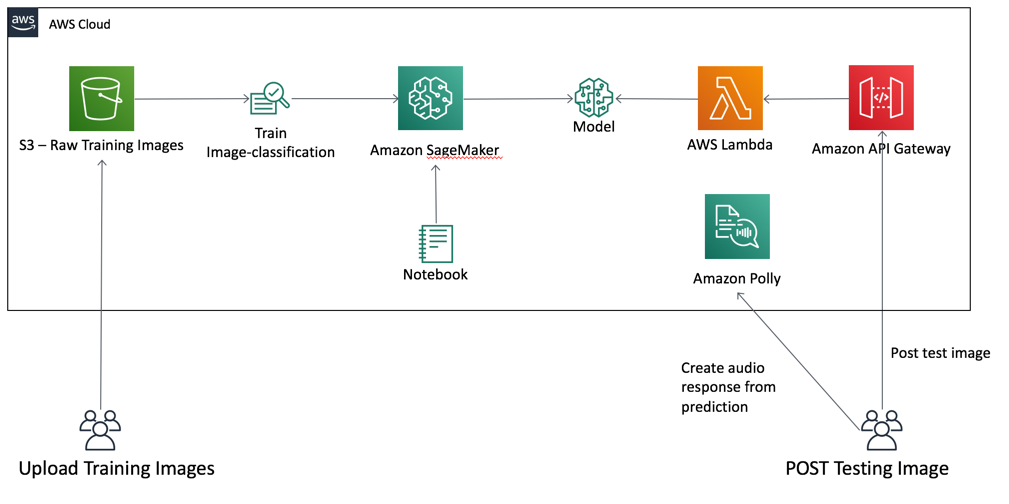 aws
AWS Cloud
S3 – Raw Training Images
Train
Image-classification
Amazon SageMaker
Model
AWS Lambda
Amazon API Gateway
Notebook
Amazon Polly
Post test image
Create audio
response from
prediction
Upload Training Images
POST Testing Image